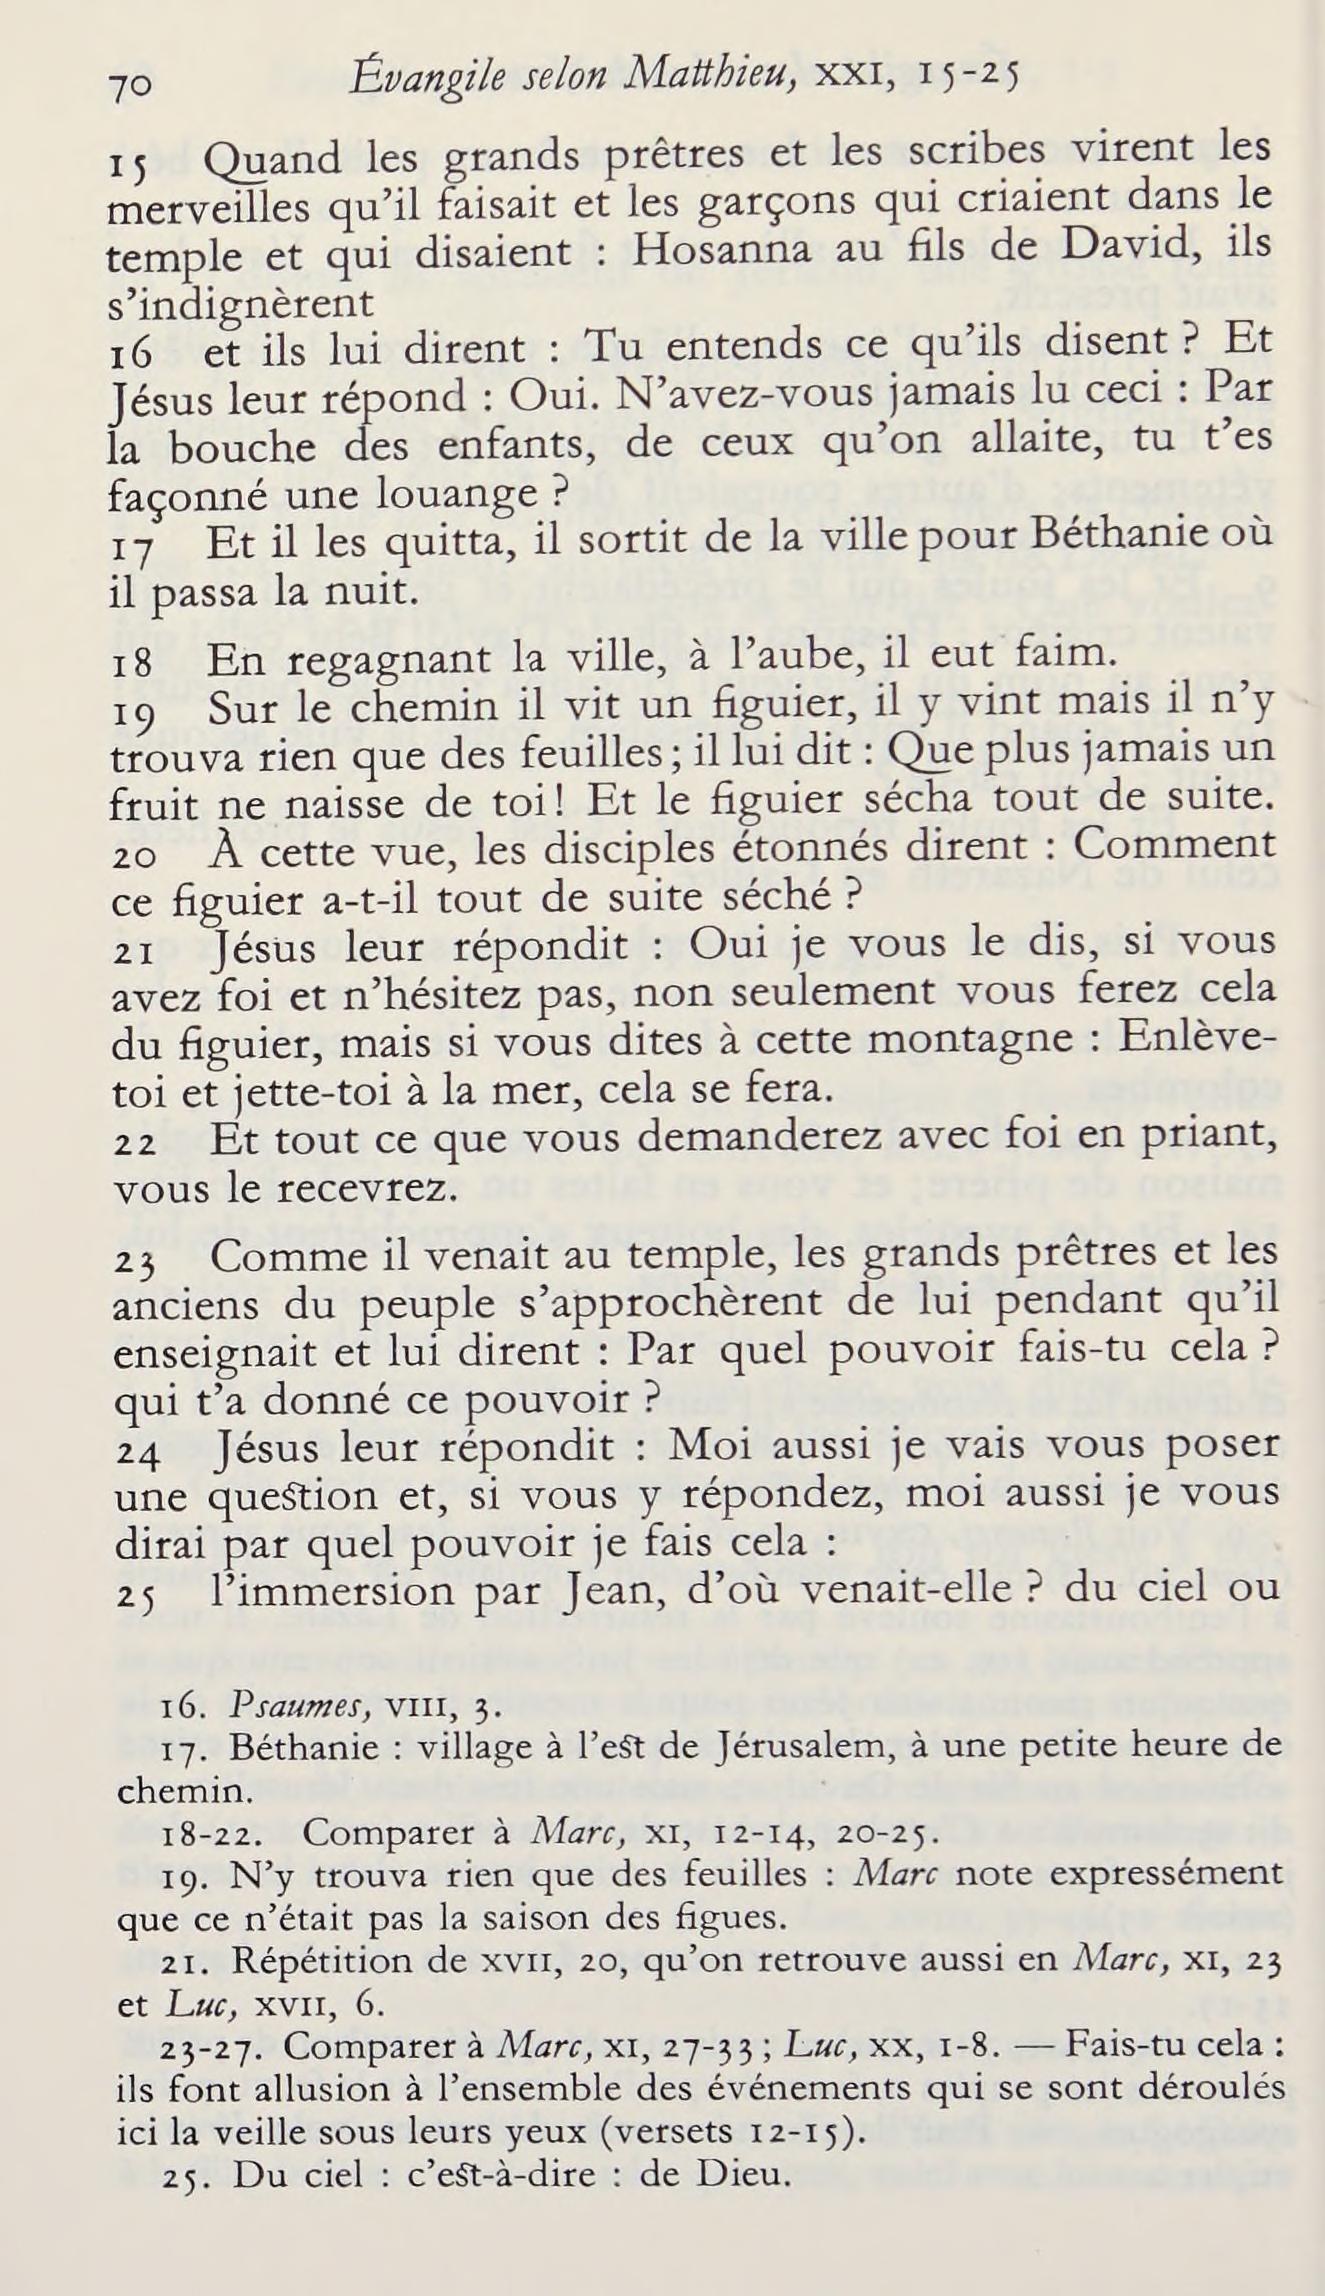 70 Évangile selon Matthieu, XXI, 15-25
15 Quand les grands prêtres et les scribes virent les
merveilles qu'il faisait et les garçons qui criaient dans le
temple et qui disaient : Hosanna au fils de David, ils
s'indignèrent
16 et ils lui dirent : Tu entends ce qu'ils disent ? Et
Jésus leur répond : Oui. N'avez-vous jamais lu ceci : Par
la bouche des enfants, de ceux qu'on allaite, tu t'es
façonné une louange ?
17 Et il les quitta, il sortit de la ville pour Béthanie où
il passa la nuit.
18 En regagnant la ville, à l'aube, il eut faim.
19 Sur le chemin il vit un figuier, il y vint mais il n'y
trouva rien que des feuilles ; il lui dit : Que plus jamais un
fruit ne naisse de toi! Et le figuier sécha tout de suite.
20 À cette vue, les disciples étonnés dirent : Comment
ce figuier a-t-il tout de suite séché ?
21 Jésus leur répondit : Oui je vous le dis, si vous
avez foi et n'hésitez pas, non seulement vous ferez cela
du figuier, mais si vous dites à cette montagne : Enlève-
toi et jette-toi à la mer, cela se fera.
22 Et tout ce que vous demanderez avec foi en priant,
vous le recevrez.
23 Comme il venait au temple, les grands prêtres et les
anciens du peuple s'approchèrent de lui pendant qu'il
enseignait et lui dirent : Par quel pouvoir fais-tu cela ?
qui t'a donné ce pouvoir ?
24 Jésus leur répondit : Moi aussi je vais vous poser
une question et, si vous y répondez, moi aussi je vous
dirai par quel pouvoir je fais cela :
25 l'immersion par Jean, d'où venait-elle ? du ciel ou
16. Psaumes, VIII, 3.
17. Béthanie : village à l'est de Jérusalem, à une petite heure de
chemin.
18-22. Comparer à Marc, XI, 12-14, 20-25.
19. N'y trouva rien que des feuilles : Marc note expressément
que ce n'était pas la saison des figues.
21. Répétition de XVII, 20, qu'on retrouve aussi en Marc, XI, 23
et Luc, XVII, 6.
23-27. Comparer à Marc, XI, 27-33 ; Luc, XX, 1-8. — Fais-tu cela :
ils font allusion à l'ensemble des événements qui se sont déroulés
ici la veille sous leurs yeux (versets 12-15).
25. Du ciel : c'est-à-dire : de Dieu.